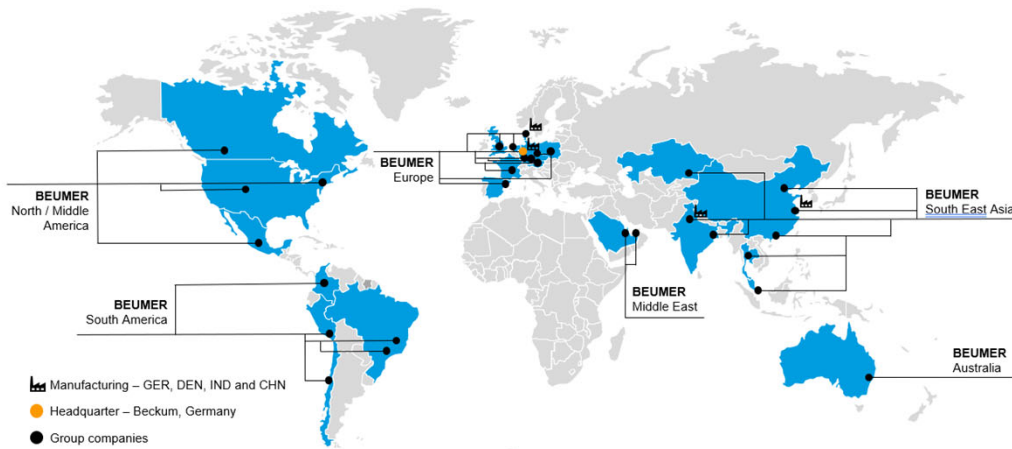 BEUMER
North / Middle
America
BEUMER
Europe
BEUMER
South East Asia
BEUMER
Middle East
BEUMER
South America
BEUMER
Australia
Manufacturing – GER, DEN, IND and CHN
Headquarter – Beckum, Germany
Group companies